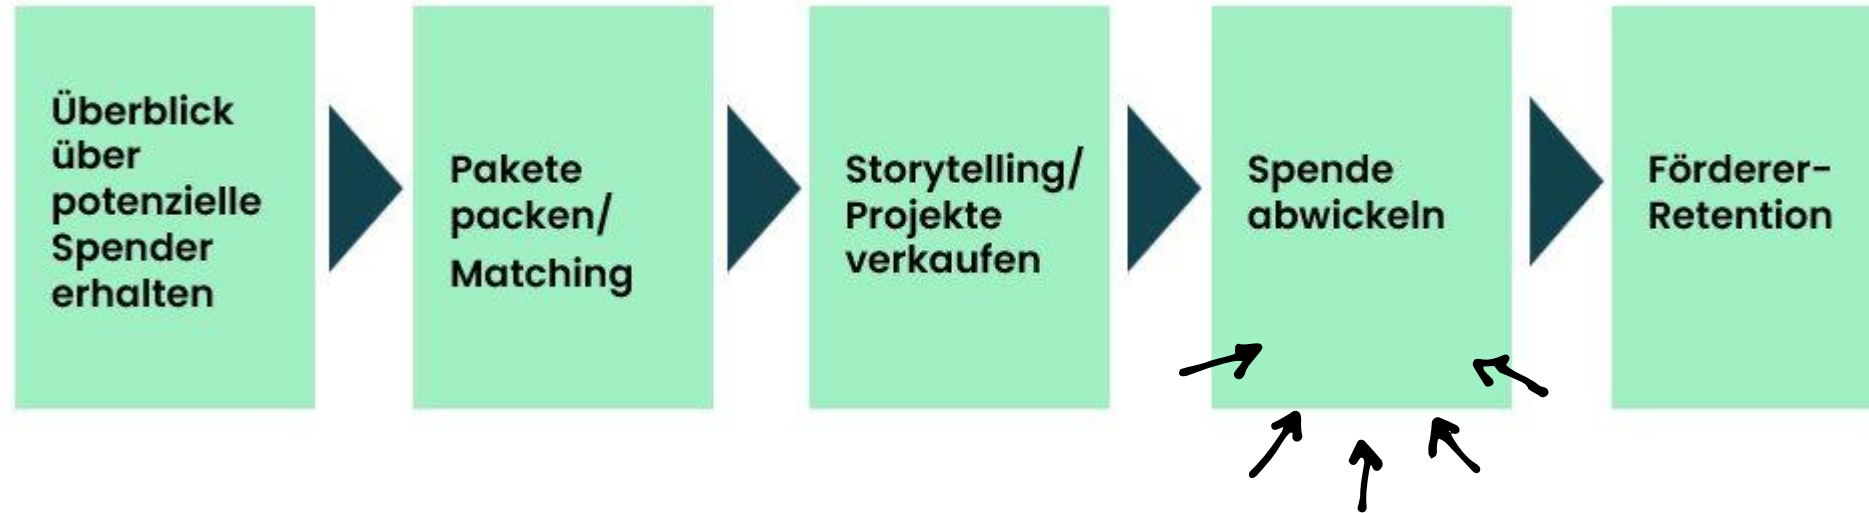 Überblick
über
potenzielle
Spender
erhalten
Pakete
packen/
Matching
Storytelling/
Projekte
verkaufen
Spende
abwickeln
Förderer-
Retention